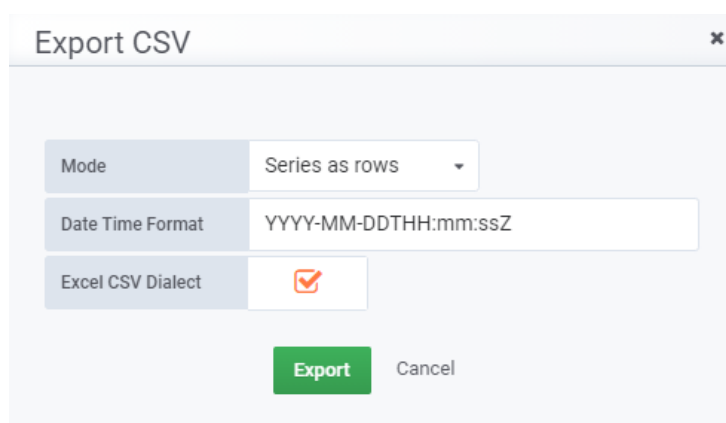 Export CSV
Mode
Series as rows
Date Time Format
YYYY-MM-DDTHH:mm:ssZ
Excel CSV Dialect
Export
Cancel